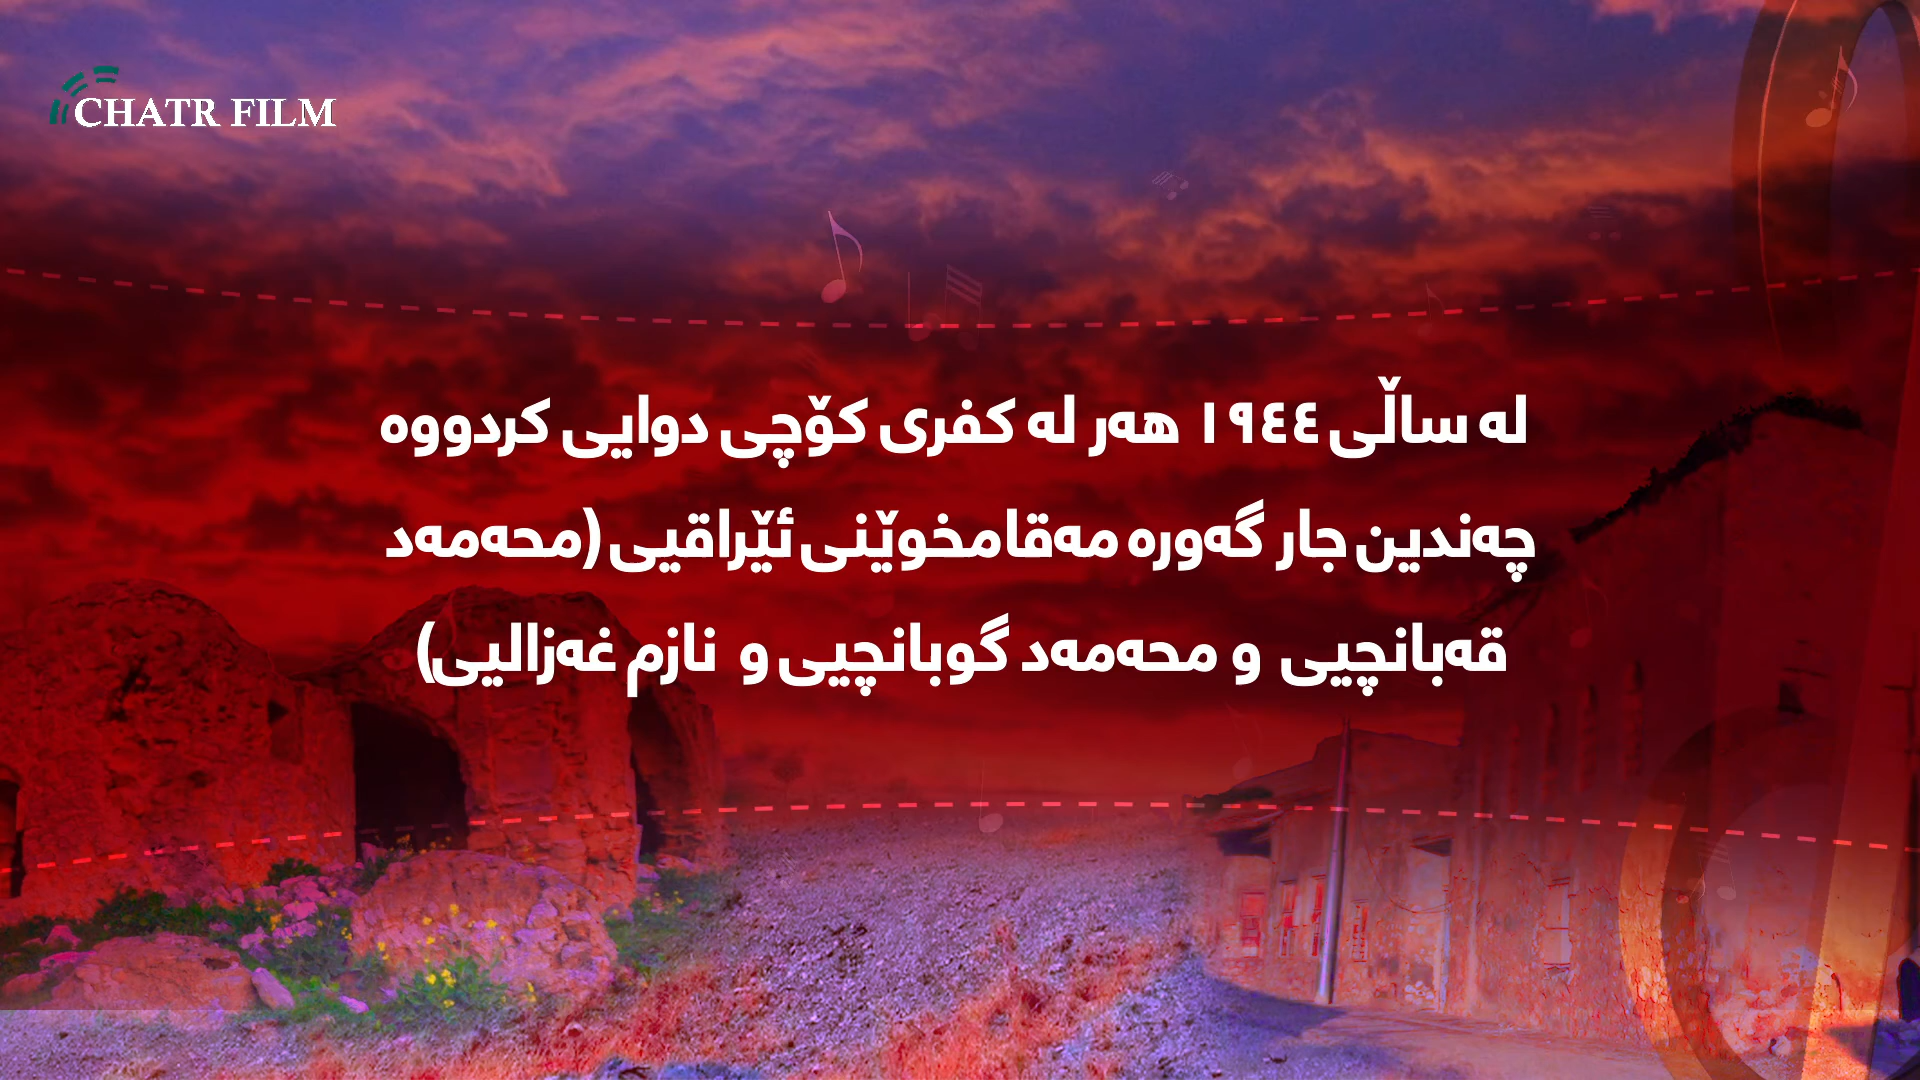 CHATR FILM
لە ساڵی ١٩٤٤ هەر لە کفری کۆچی دوایی کردووە
چەندین جار گەورە مەقامخوێنی ئێراقیی (محەمەد
قەبانچیی و محەمەد گوبانچیی و نازم غەزالیی)